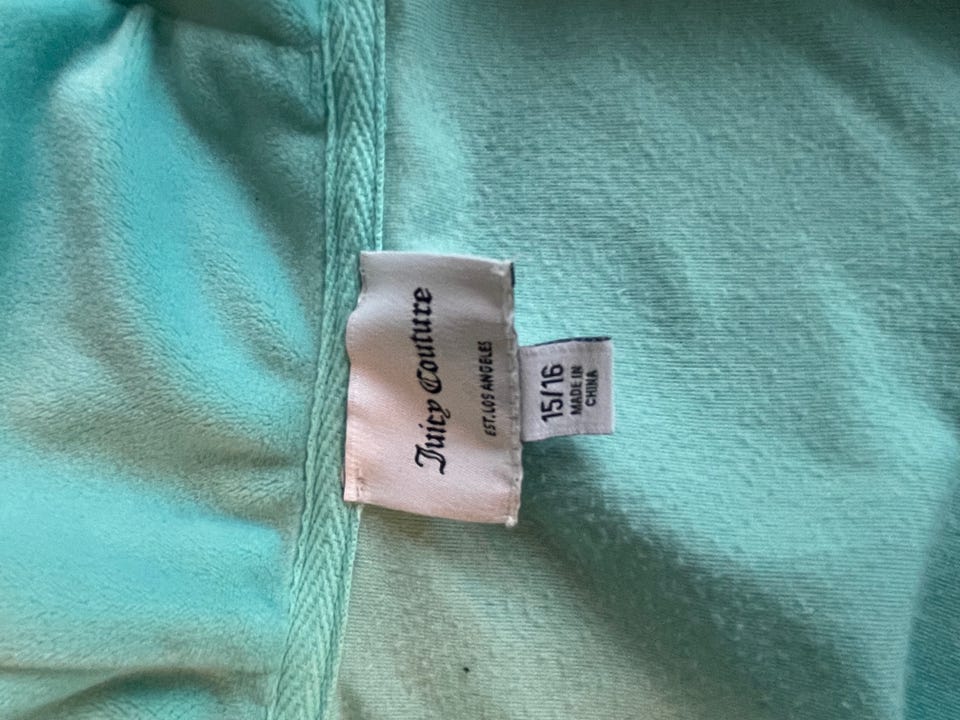 Juicy Couture
EST. LOS ANGELES
15/16
MADE IN
CHINA